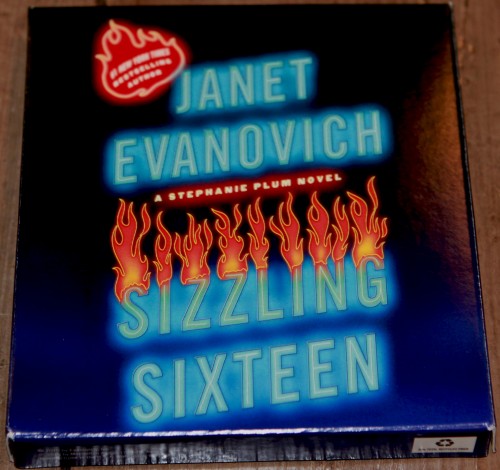 #1 NEW YORK TIMES
BESTSELLING
AUTHOR
JANET
EVANOVICH
A STEPHANIE PLUM NOVEL
SIZZLING
SIXTEEN